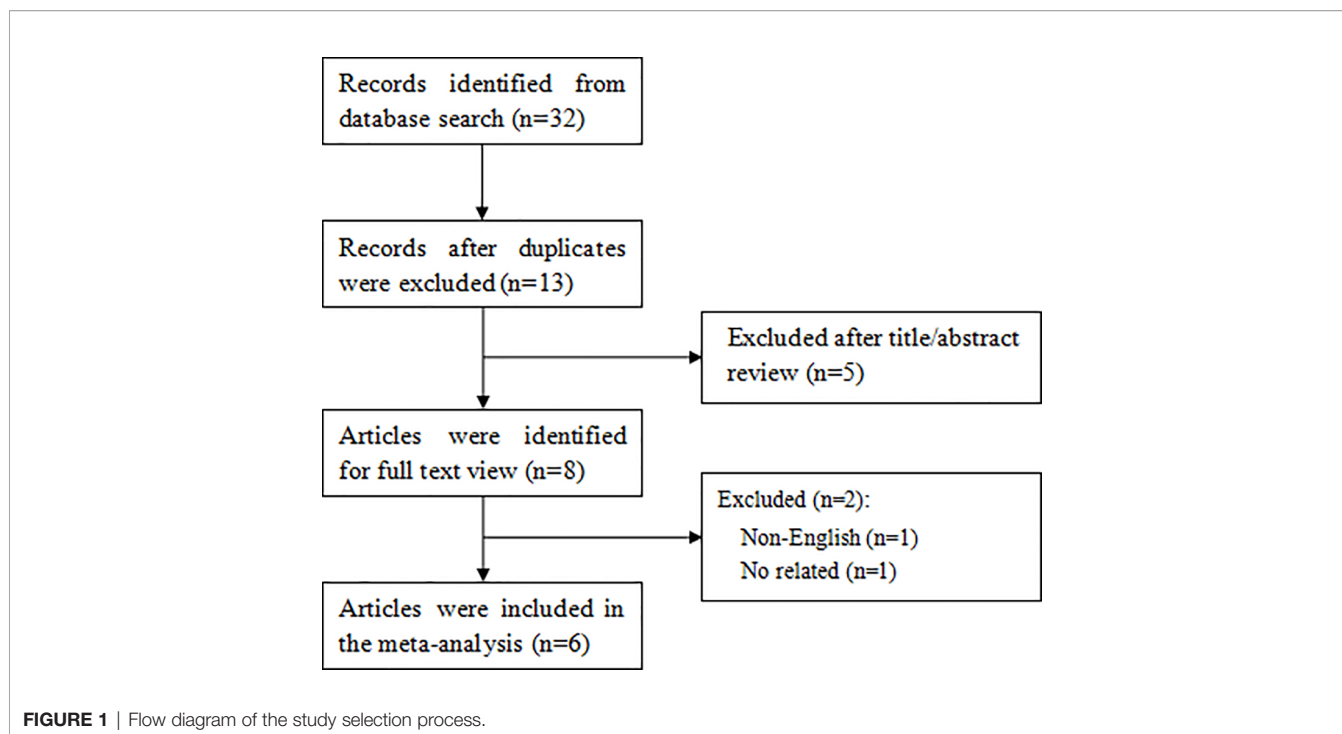 Records identified from
database search (n=32)
Records after duplicates
were excluded (n=13)
Excluded after title/abstract
review (n=5)
Articles were identified
for full text view (n=8)
Excluded (n=2):
Non-English (n=1)
No related (n=1)
Articles were included in
the meta-analysis (n=6)
FIGURE 1 | Flow diagram of the study selection process.